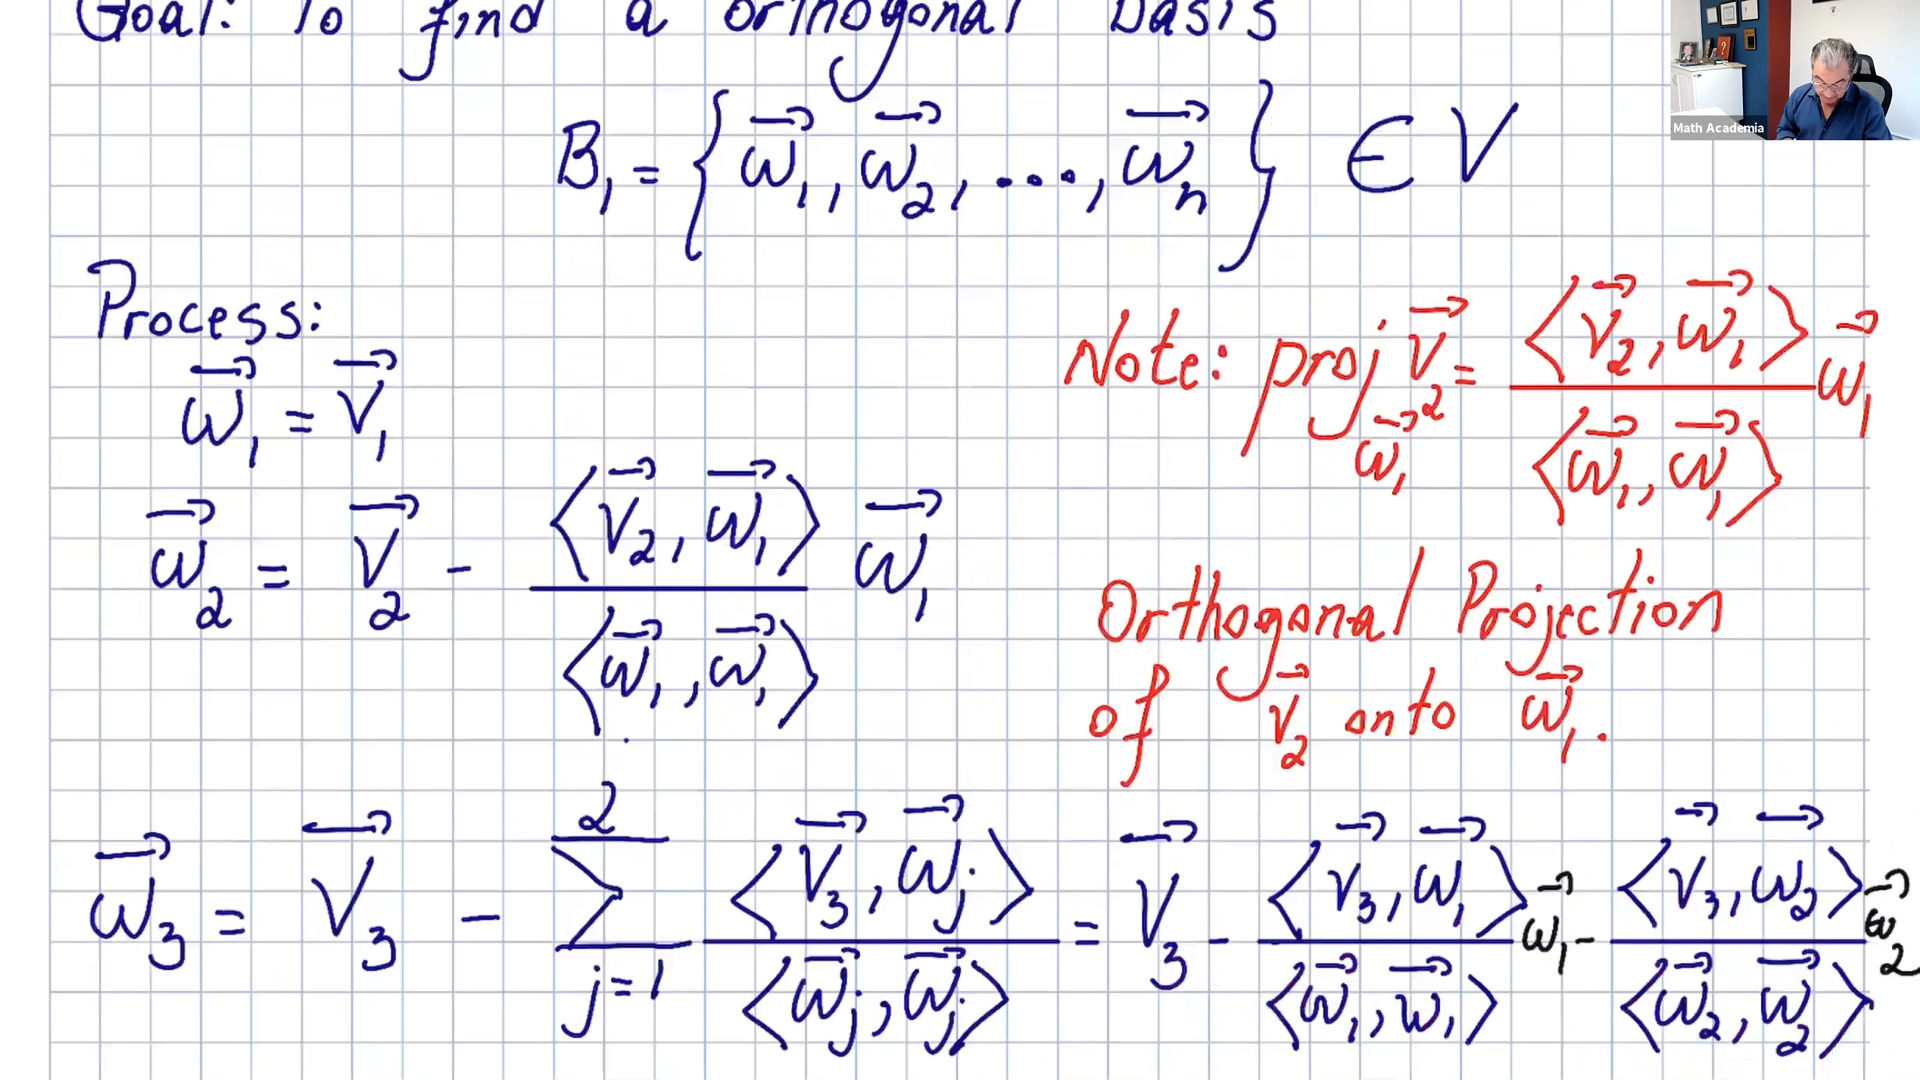 Goal: To find a orthogonal basis
Math Academia
B₁ = { w⃗₁, w⃗₂, ..., w⃗ₙ } ∈ V
Process:
w⃗₁ = v⃗₁
Note: proj_w⃗₁ v⃗₂ = <v⃗₂, w⃗₁> / <w⃗₁, w⃗₁> w⃗₁
w⃗₂ = v⃗₂ - <v⃗₂, w⃗₁> / <w⃗₁, w⃗₁> w⃗₁
Orthogonal Projection
of v⃗₂ onto w⃗₁.
w⃗₃ = v⃗₃ - ∑_{j=1}^{2} <v⃗₃, w⃗ⱼ> / <w⃗ⱼ, w⃗ⱼ> = v⃗₃ - <v⃗₃, w⃗₁> / <w⃗₁, w⃗₁> w⃗₁ - <v⃗₃, w⃗₂> / <w⃗₂, w⃗₂> w⃗₂